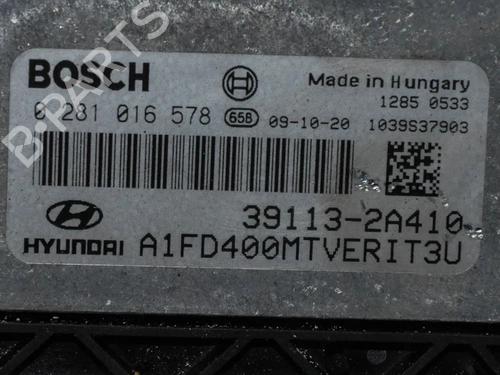 B-PARTS
BOSCH
Made in Hungary
1285 0533
0 281 016 578 658 09-10-20 1039S37903
39113-2A410
HYUNDAI A1FD400MTVERIT3U